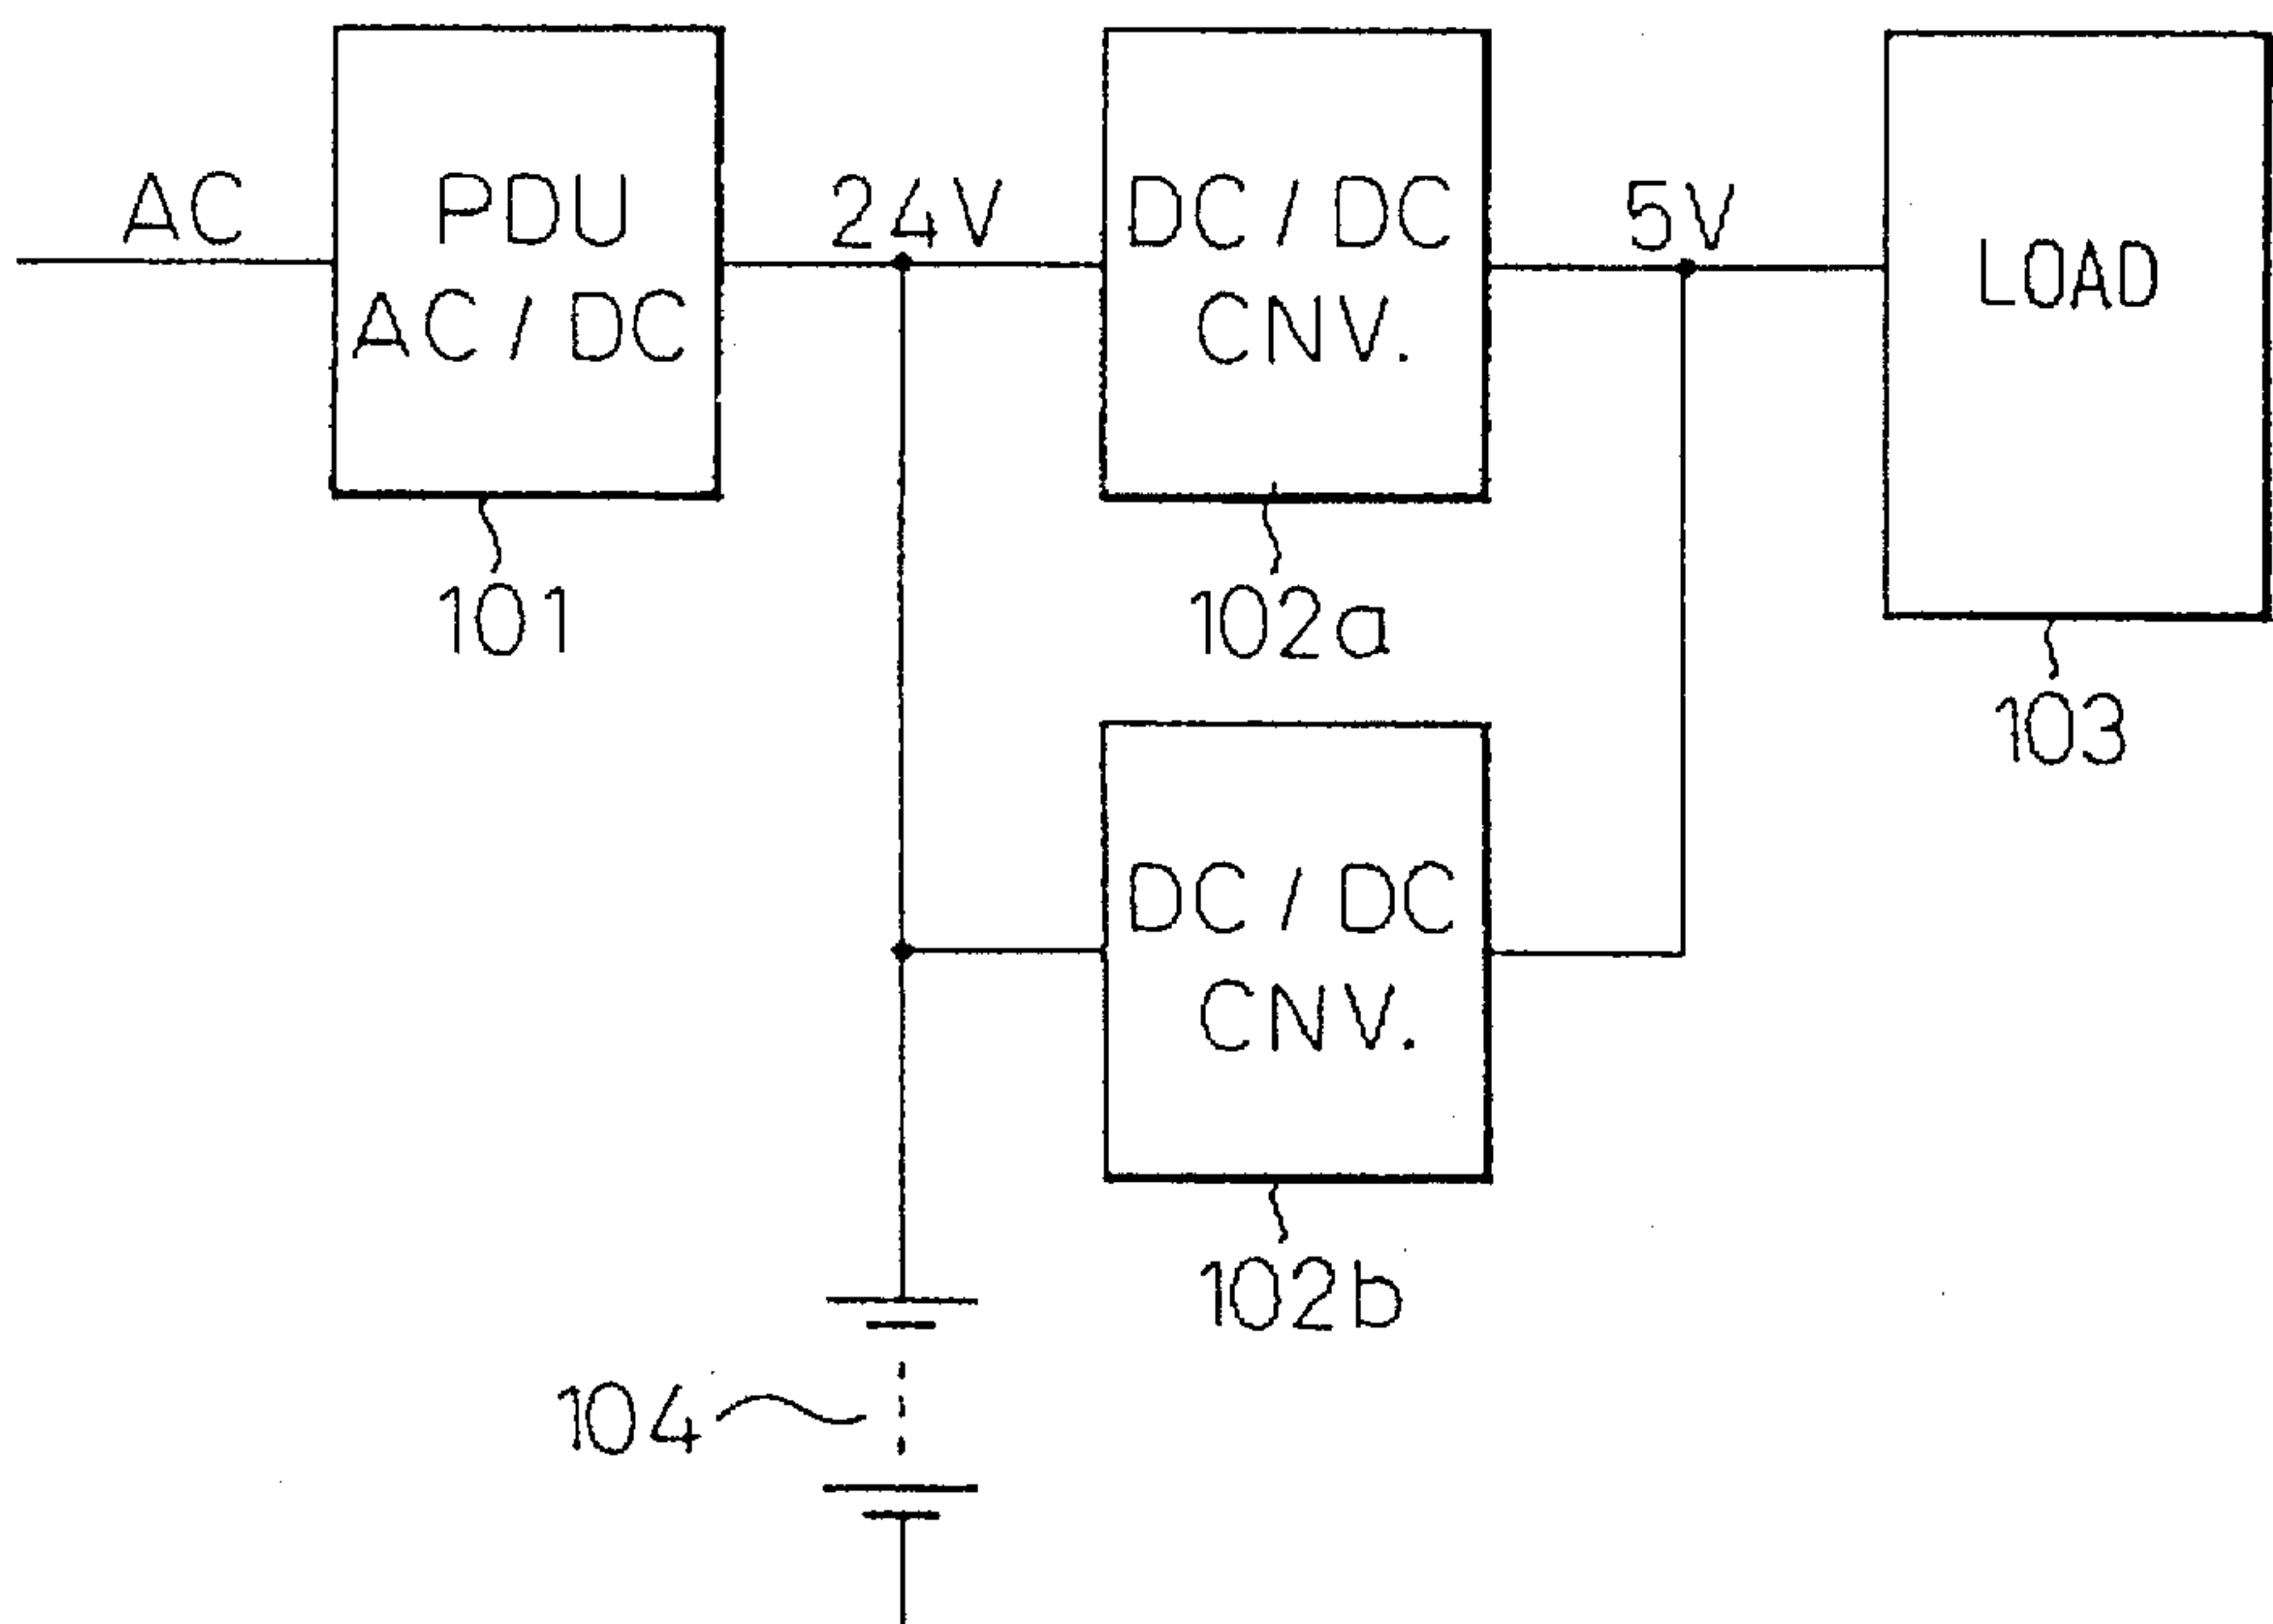 AC
PDU
AC/DC
24V
DC/DC
CNV.
5V
LOAD
101
102a
103
DC/DC
CNV.
102b
104